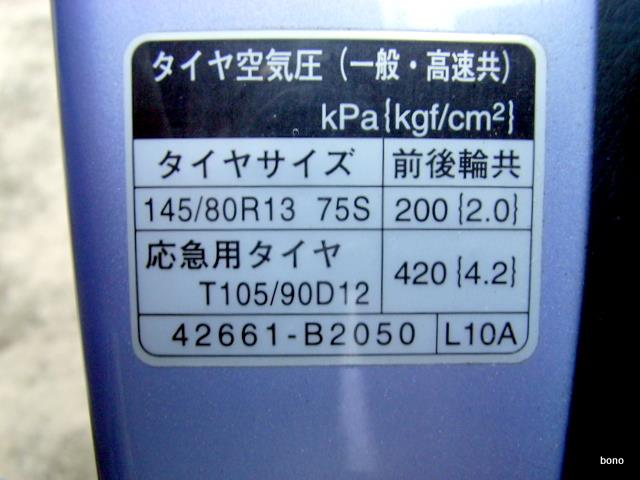 タイヤ空気圧（一般・高速共）
kPa{kgf/cm²}
タイヤサイズ 前後輪共
145/80R13 75S 200{2.0}
応急用タイヤ
T105/90D12 420{4.2}
42661-B2050 L10A
bono